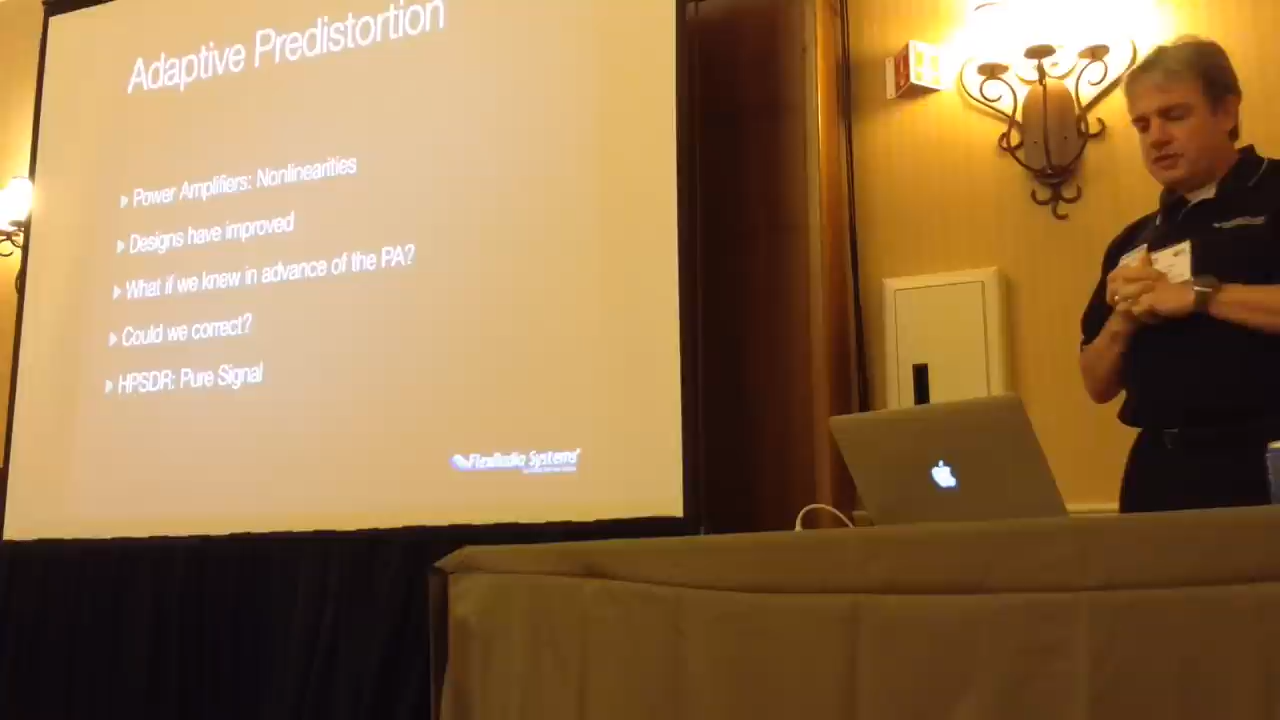 Adaptive Predistortion
Power Amplifiers: Nonlinearities
Designs have improved
What if we knew in advance of the PA?
Could we correct?
HPSDR: Pure Signal
FlexRadio Systems